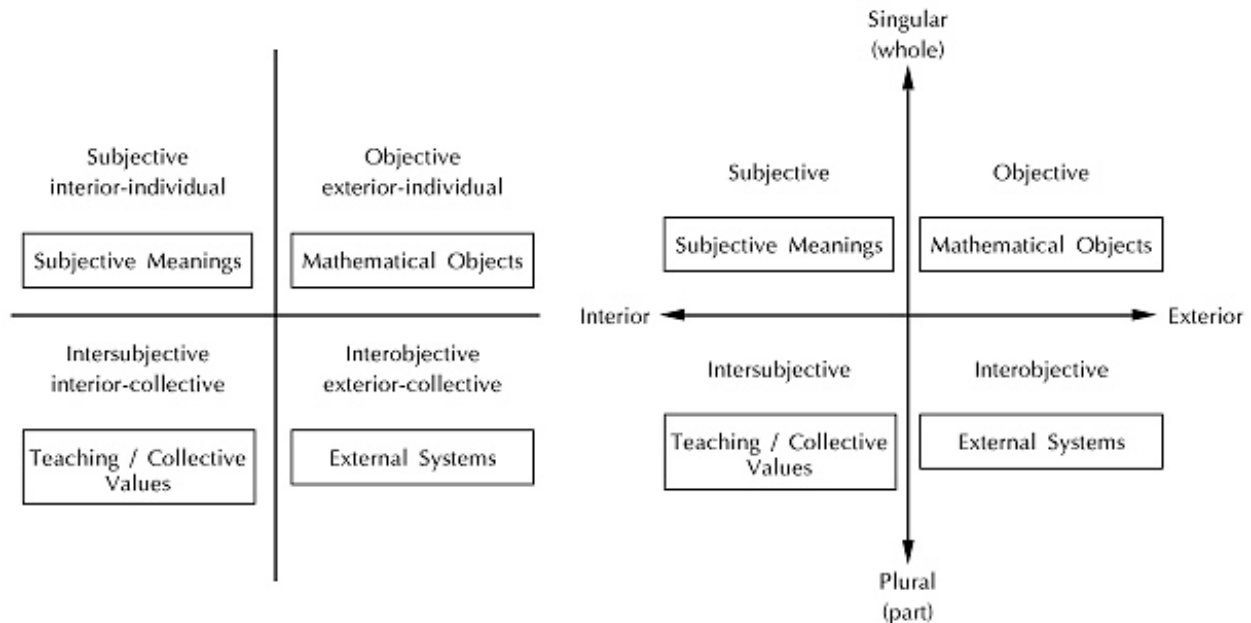 Subjective
interior-individual
Subjective Meanings
Objective
exterior-individual
Mathematical Objects
Intersubjective
interior-collective
Teaching / Collective
Values
Interobjective
exterior-collective
External Systems
Singular
(whole)
Subjective
Subjective Meanings
Objective
Mathematical Objects
Interior
Exterior
Intersubjective
Teaching / Collective
Values
Interobjective
External Systems
Plural
(part)